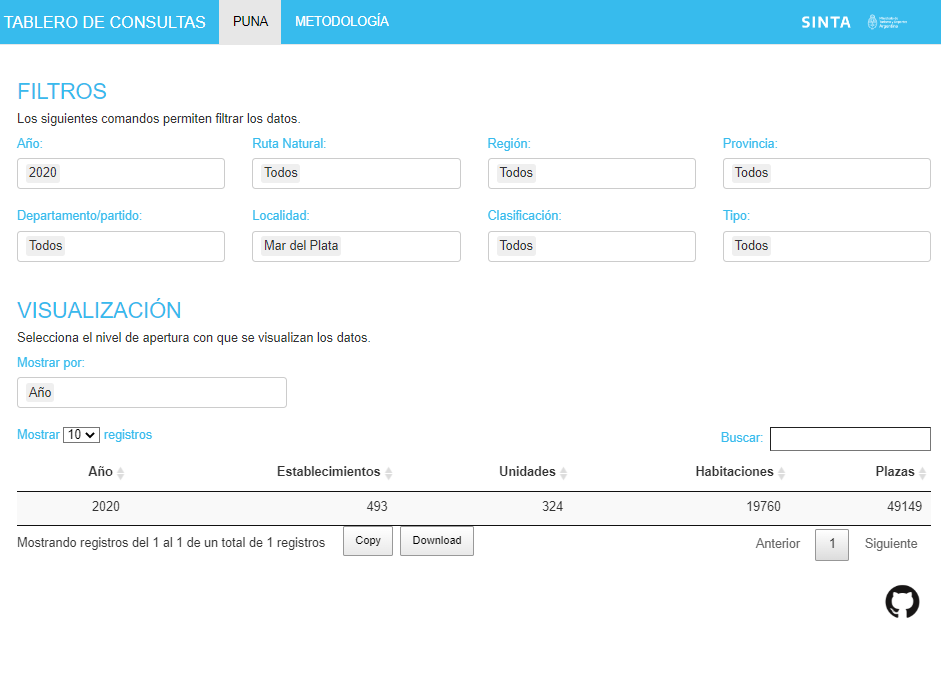 TABLERO DE CONSULTAS PUNA METODOLOGÍA SINTA
FILTROS
Los siguientes comandos permiten filtrar los datos.
Año: Ruta Natural: Región: Provincia:
2020 Todos Todos Todos
Departamento/partido: Localidad: Clasificación: Tipo:
Todos Mar del Plata Todos Todos
VISUALIZACIÓN
Selecciona el nivel de apertura con que se visualizan los datos.
Mostrar por:
Año
Mostrar 10 registros Buscar:
Año Establecimientos Unidades Habitaciones Plazas
2020 493 324 19760 49149
Mostrando registros del 1 al 1 de un total de 1 registros Copy Download Anterior 1 Siguiente